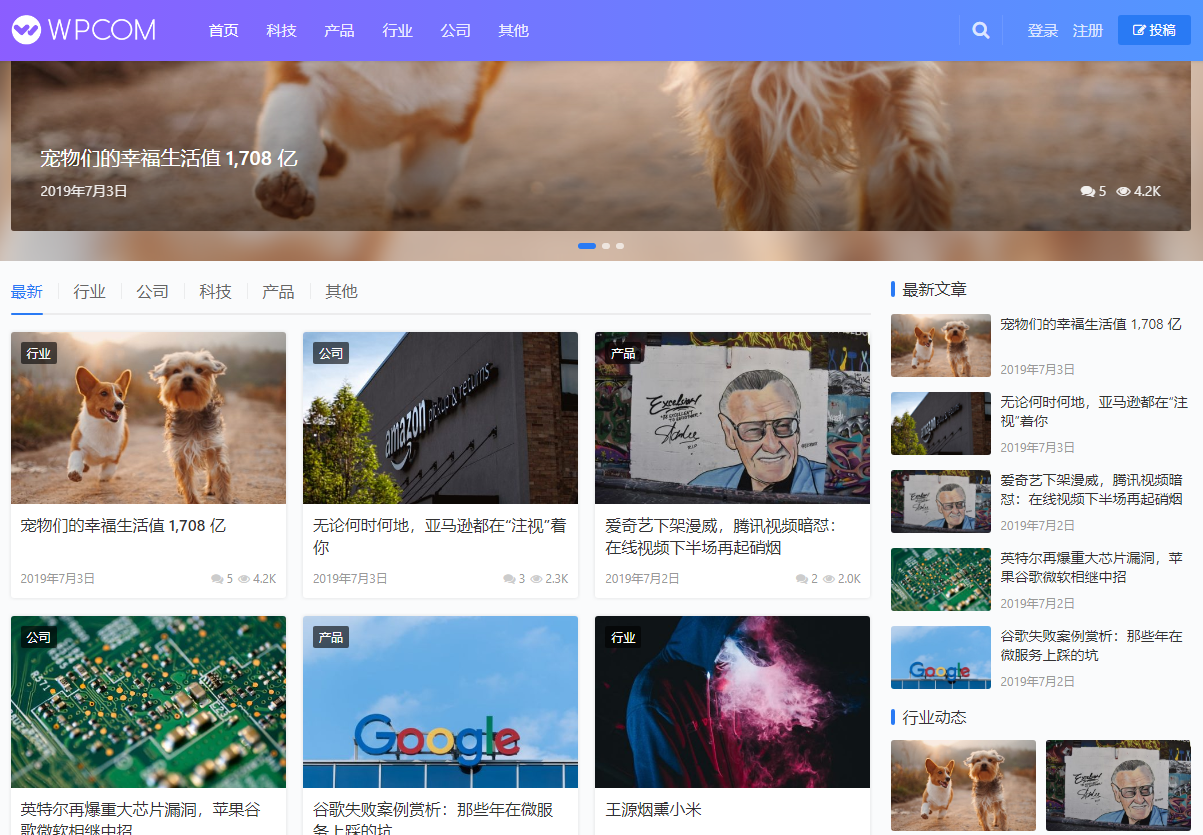 WPCOM 首页 科技 产品 行业 公司 其他 登录 注册 投稿
宠物们的幸福生活值 1,708 亿
2019年7月3日 5 4.2K
最新 行业 公司 科技 产品 其他
行业
宠物们的幸福生活值 1,708 亿
2019年7月3日 5 4.2K
公司
amazon pickup & returns
无论何时何地，亚马逊都在“注视”着
你
2019年7月3日 3 2.3K
产品
Excelsior!
爱奇艺下架漫威，腾讯视频暗怼：
在线视频下半场再起硝烟
2019年7月2日 2 2.0K
公司
英特尔再爆重大芯片漏洞，苹果谷
歌微软相继中招
产品
Google
谷歌失败案例赏析：那些年在微服
务上踩的坑
行业
王源烟熏小米
最新文章
宠物们的幸福生活值 1,708 亿
2019年7月3日
amazon
无论何时何地，亚马逊都在“注
视”着你
2019年7月3日
爱奇艺下架漫威，腾讯视频暗
怼：在线视频下半场再起硝烟
2019年7月2日
英特尔再爆重大芯片漏洞，苹
果谷歌微软相继中招
2019年7月2日
Google
谷歌失败案例赏析：那些年在
微服务上踩的坑
2019年7月2日
行业动态